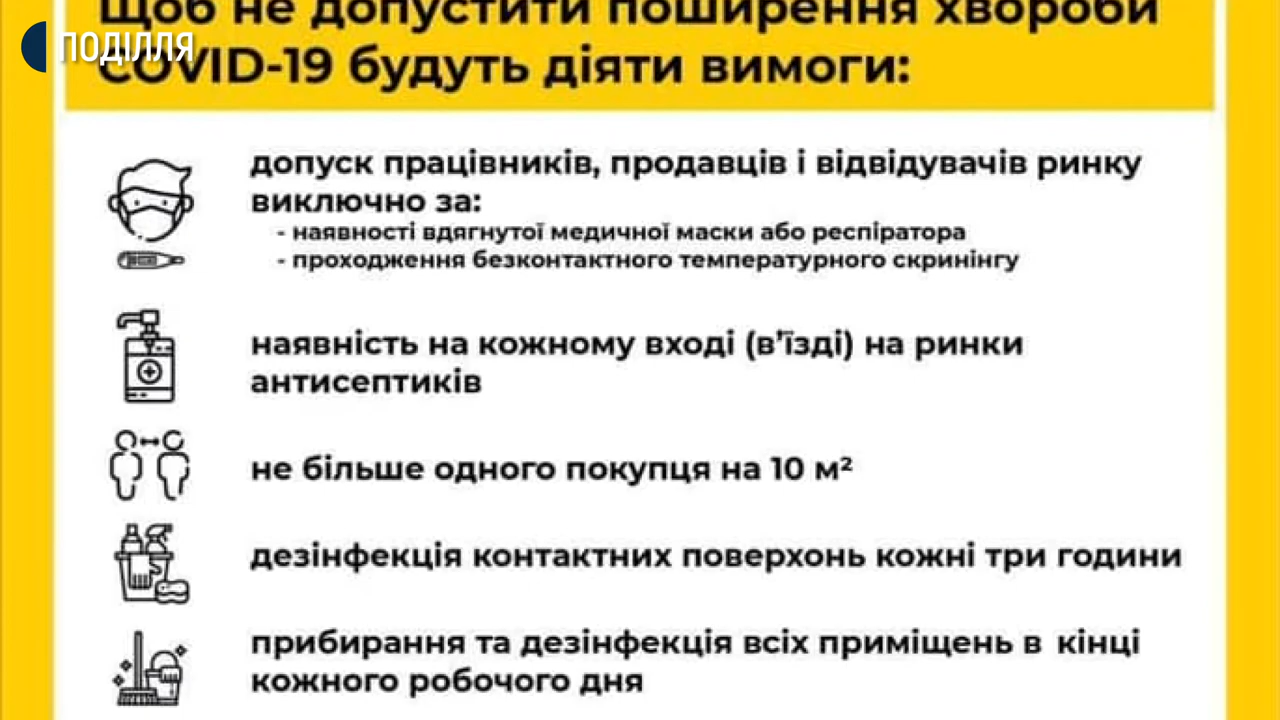 Щоб не допустити поширення хвороби
ПОДІЛЛЯ
COVID-19 будуть діяти вимоги:
допуск працівників, продавців і відвідувачів ринку
виключно за:
- наявності вдягнутої медичної маски або респіратора
- проходження безконтактного температурного скринінгу
наявність на кожному вході (в'їзді) на ринки
антисептиків
не більше одного покупця на 10 м²
дезінфекція контактних поверхонь кожні три години
прибирання та дезінфекція всіх приміщень в кінці
кожного робочого дня